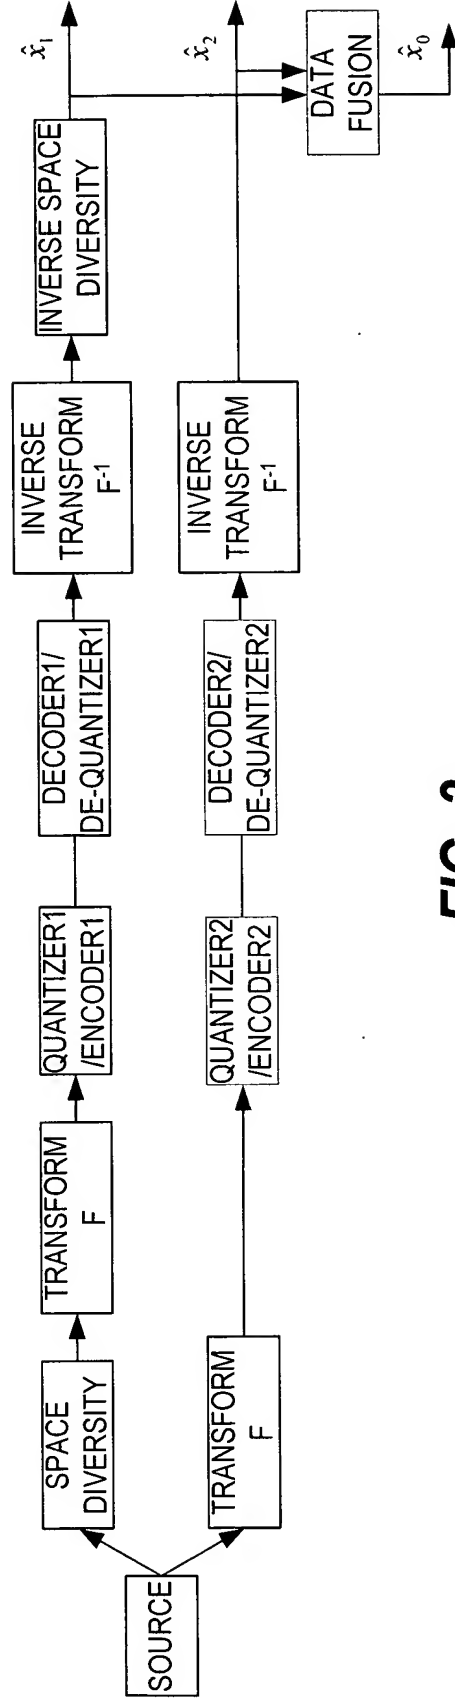 SOURCE
SPACE
DIVERSITY
TRANSFORM
F
QUANTIZER1
/ENCODER1
DECODER1/
DE-QUANTIZER1
INVERSE
TRANSFORM
F⁻¹
INVERSE SPACE
DIVERSITY
x̂₁
TRANSFORM
F
QUANTIZER2
/ENCODER2
DECODER2/
DE-QUANTIZER2
INVERSE
TRANSFORM
F⁻¹
x̂₂
DATA
FUSION
x̂₀
FIG.